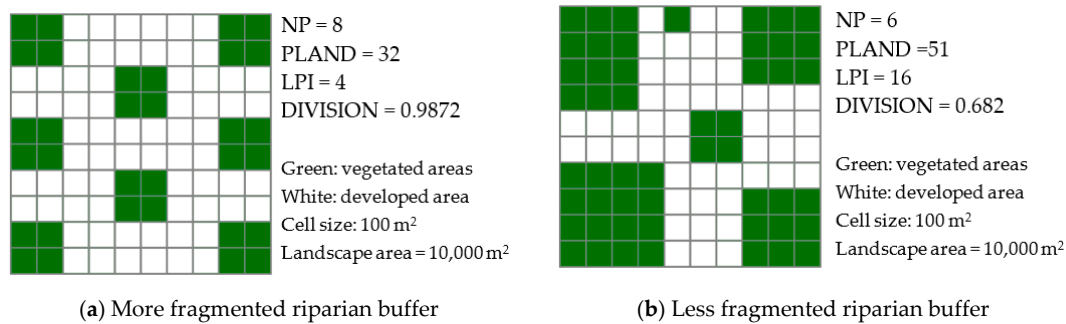 NP = 8
PLAND = 32
LPI = 4
DIVISION = 0.9872
Green: vegetated areas
White: developed area
Cell size: 100 m²
Landscape area = 10,000 m²
(a) More fragmented riparian buffer
NP = 6
PLAND =51
LPI = 16
DIVISION = 0.682
Green: vegetated areas
White: developed area
Cell size: 100 m²
Landscape area = 10,000 m²
(b) Less fragmented riparian buffer